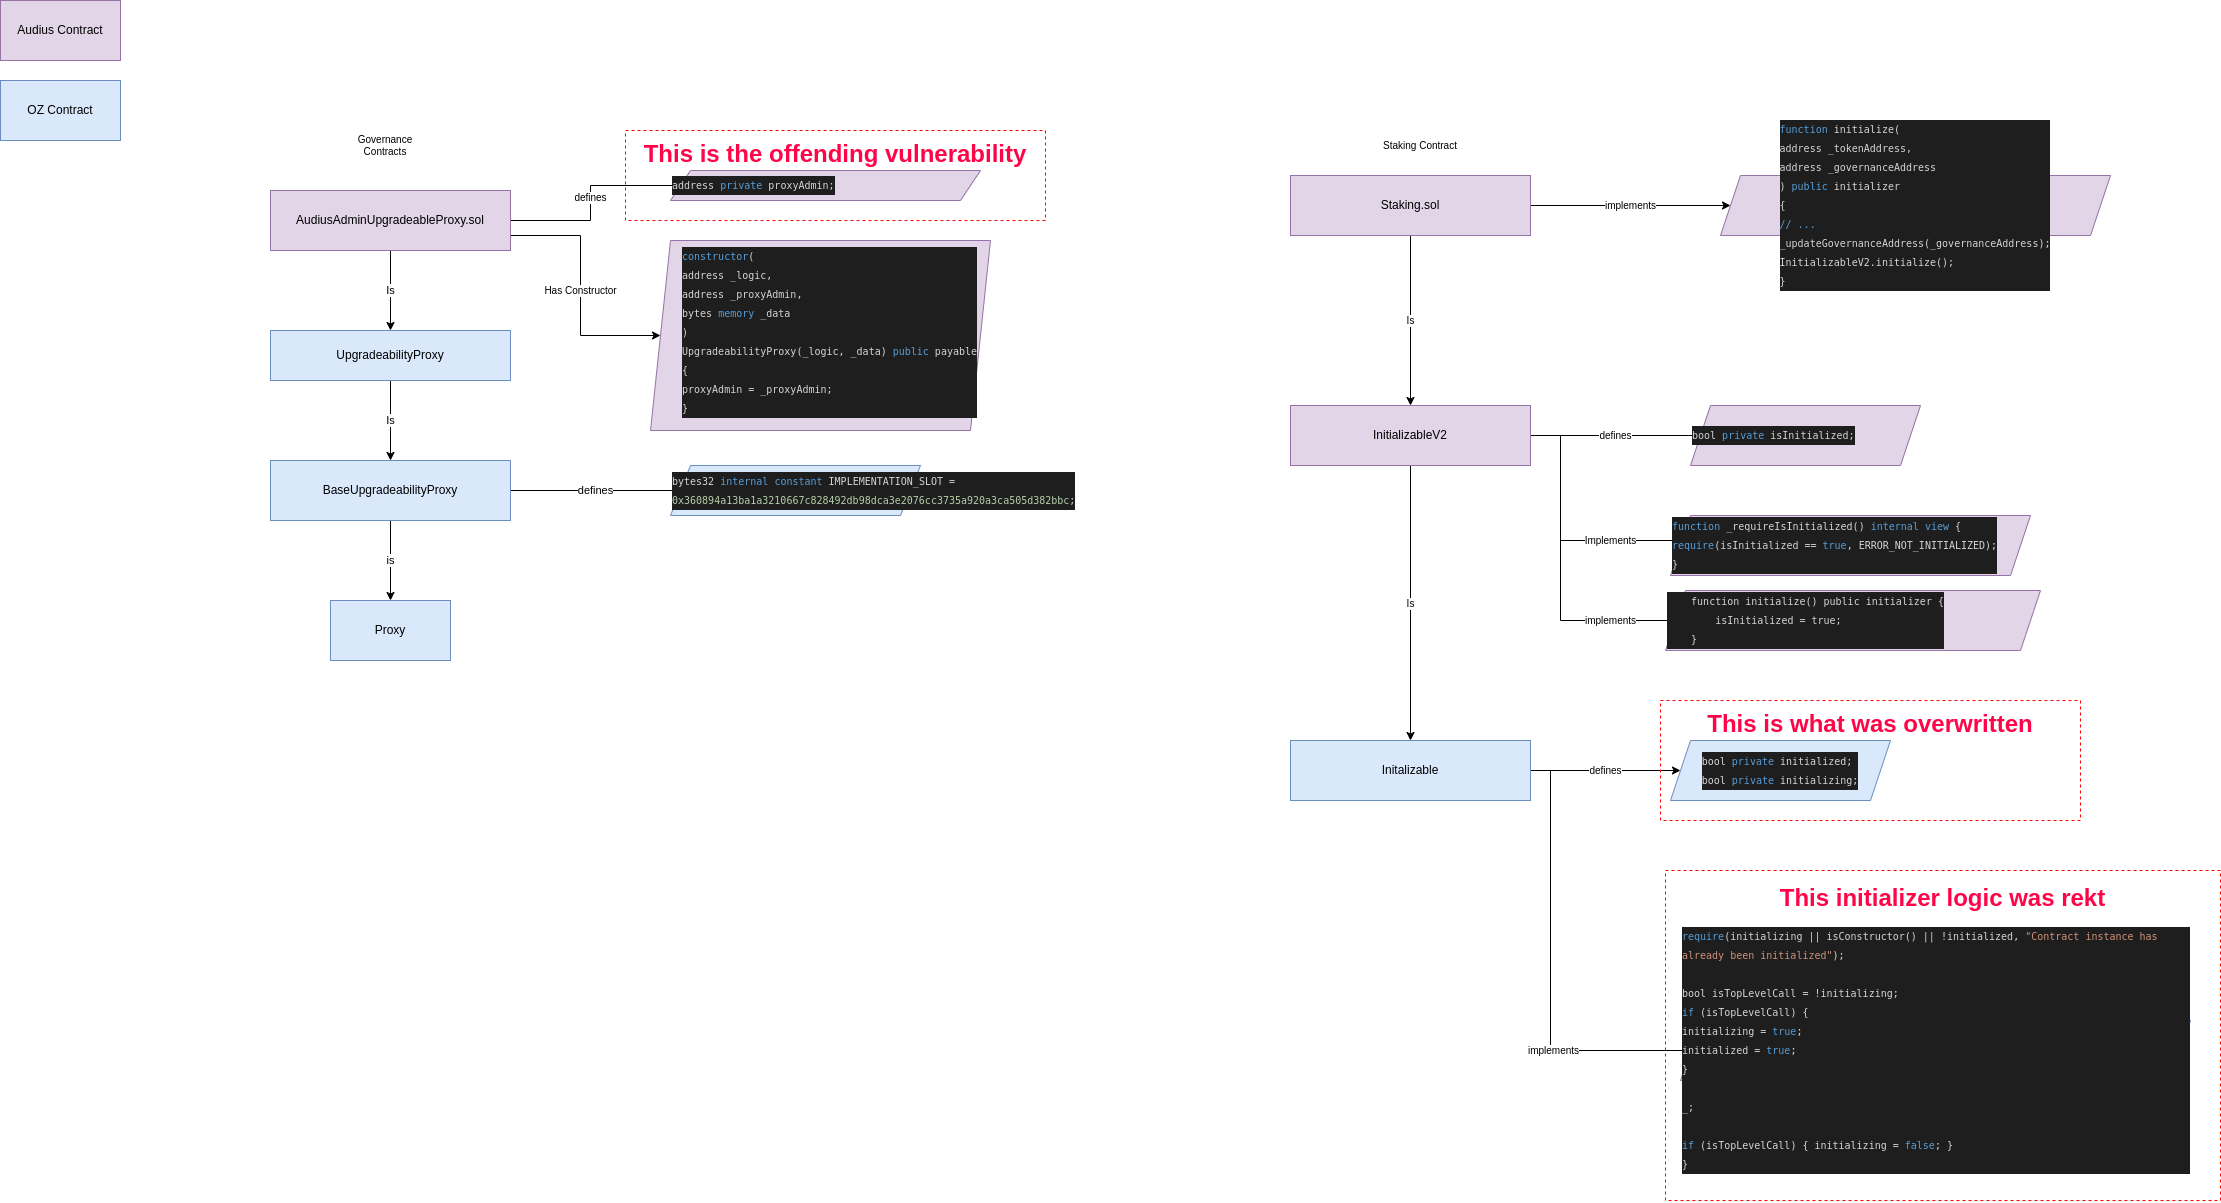 Audius Contract
OZ Contract
Governance
Contracts
This is the offending vulnerability
address private proxyAdmin;
defines
AudiusAdminUpgradeableProxy.sol
Has Constructor
constructor(
address _logic,
address _proxyAdmin,
bytes memory _data
)
UpgradeabilityProxy(_logic, _data) public payable
{
proxyAdmin = _proxyAdmin;
}
Is
UpgradeabilityProxy
Is
BaseUpgradeabilityProxy
defines
bytes32 internal constant IMPLEMENTATION_SLOT =
0x360894a13ba1a3210667c828492db98dca3e2076cc3735a920a3ca505d382bbc;
is
Proxy
Staking Contract
Staking.sol
implements
function initialize(
address _tokenAddress,
address _governanceAddress
) public initializer
{
// ...
_updateGovernanceAddress(_governanceAddress);
InitializableV2.initialize();
}
Is
InitializableV2
defines
bool private isInitialized;
Implements
function _requireIsInitialized() internal view {
require(isInitialized == true, ERROR_NOT_INITIALIZED);
}
implements
function initialize() public initializer {
isInitialized = true;
}
Is
This is what was overwritten
Initalizable
defines
bool private initialized;
bool private initializing;
This initializer logic was rekt
implements
require(initializing || isConstructor() || !initialized, "Contract instance has
already been initialized");
bool isTopLevelCall = !initializing;
if (isTopLevelCall) {
initializing = true;
initialized = true;
}
_;
if (isTopLevelCall) { initializing = false; }
}